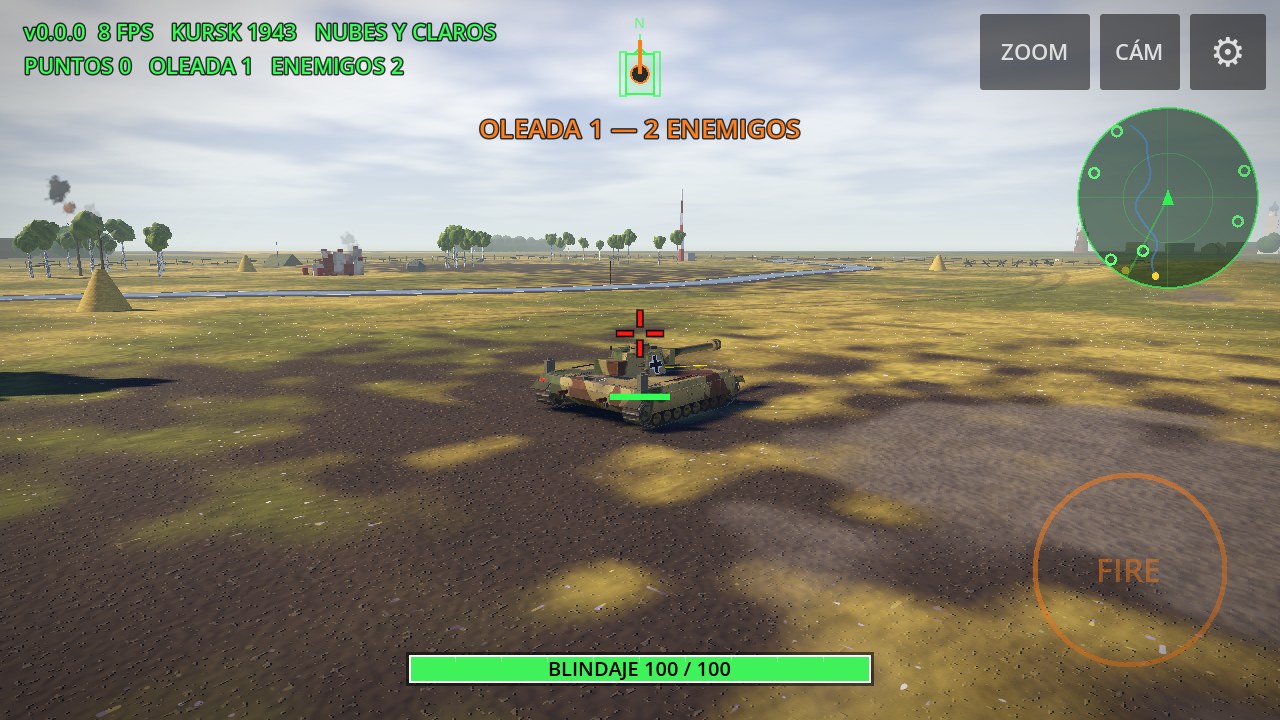 v0.0.0 8 FPS KURSK 1943 NUBES Y CLAROS
PUNTOS 0 OLEADA 1 ENEMIGOS 2
N
ZOOM
CÁM
OLEADA 1 — 2 ENEMIGOS
FIRE
BLINDAJE 100 / 100